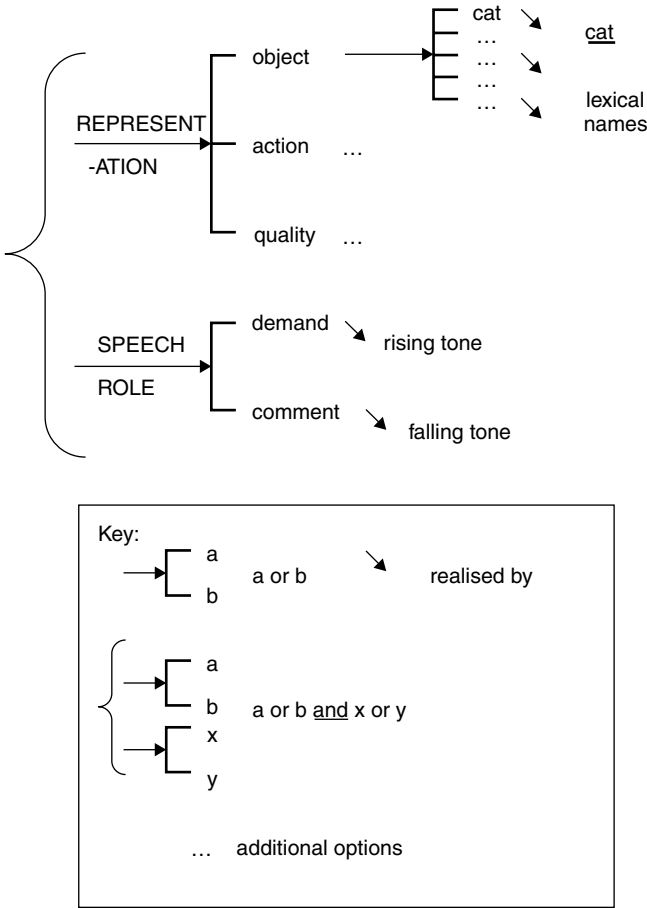 cat
cat
…
object
…
…
…
lexical
names
REPRESENT
-ATION
action …
quality …
demand
SPEECH
ROLE
rising tone
comment
falling tone
Key:
a
b
a or b
realised by
a
b
x
y
a or b and x or y
… additional options